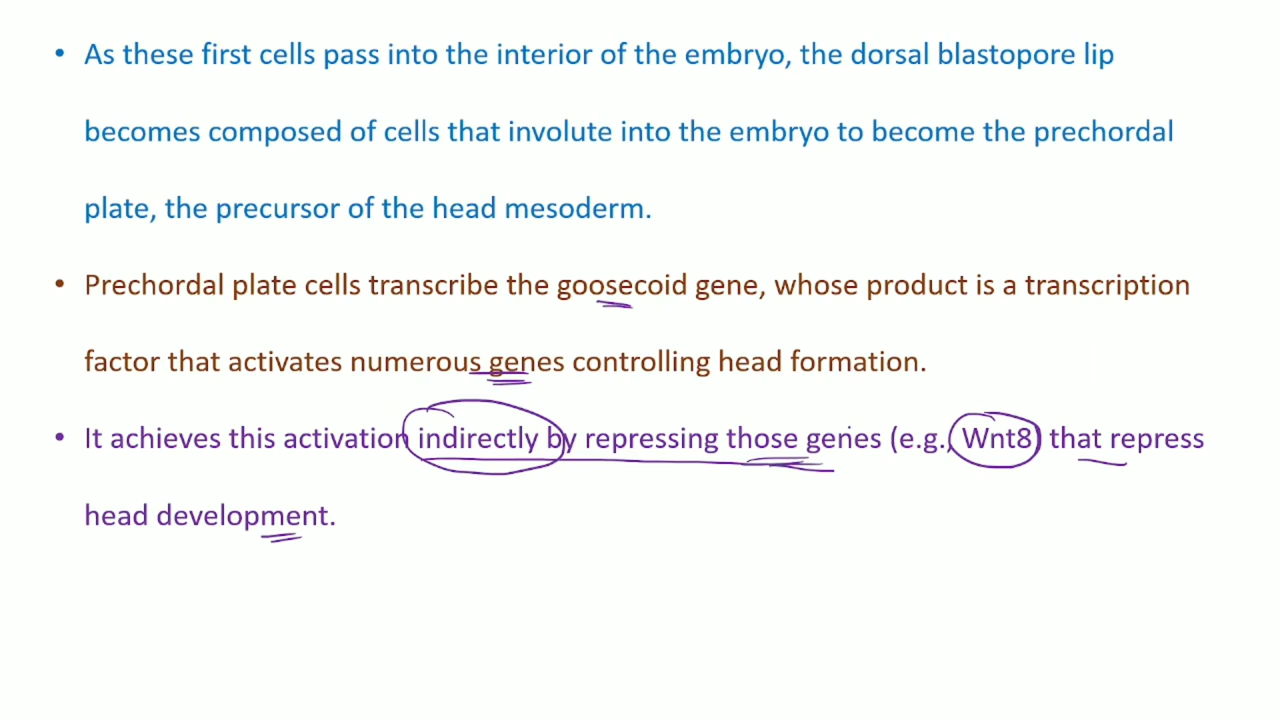 • As these first cells pass into the interior of the embryo, the dorsal blastopore lip
becomes composed of cells that involute into the embryo to become the prechordal
plate, the precursor of the head mesoderm.
• Prechordal plate cells transcribe the goosecoid gene, whose product is a transcription
factor that activates numerous genes controlling head formation.
• It achieves this activation indirectly by repressing those genes (e.g., Wnt8) that repress
head development.